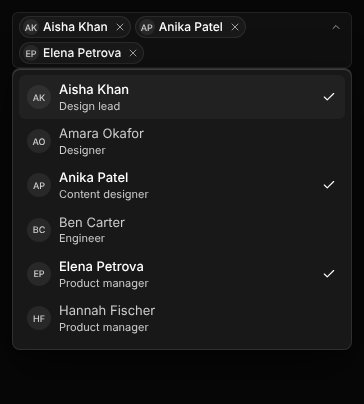 AK Aisha Khan AP Anika Patel
EP Elena Petrova
AK Aisha Khan
Design lead
AO Amara Okafor
Designer
AP Anika Patel
Content designer
BC Ben Carter
Engineer
EP Elena Petrova
Product manager
HF Hannah Fischer
Product manager